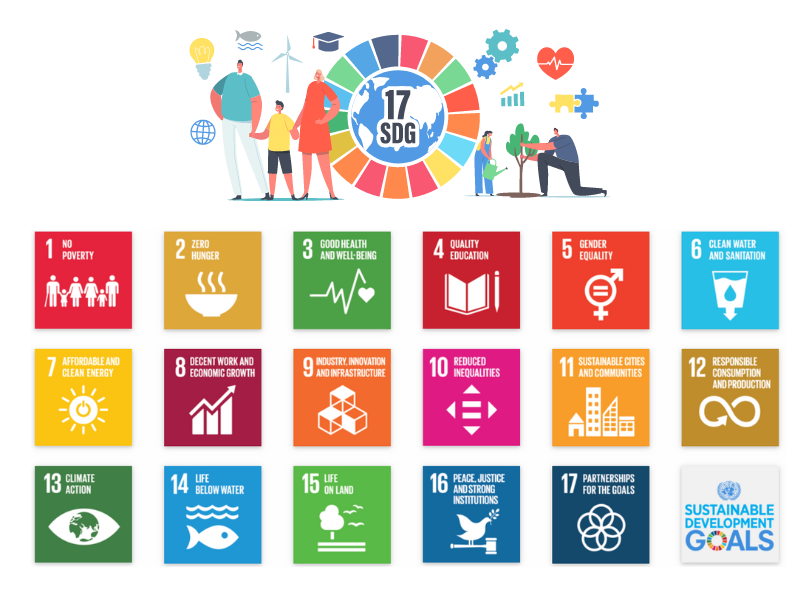 17
SDG
1 NO
POVERTY
2 ZERO
HUNGER
3 GOOD HEALTH
AND WELL-BEING
4 QUALITY
EDUCATION
5 GENDER
EQUALITY
6 CLEAN WATER
AND SANITATION
7 AFFORDABLE AND
CLEAN ENERGY
8 DECENT WORK AND
ECONOMIC GROWTH
9 INDUSTRY, INNOVATION
AND INFRASTRUCTURE
10 REDUCED
INEQUALITIES
11 SUSTAINABLE CITIES
AND COMMUNITIES
12 RESPONSIBLE
CONSUMPTION
AND PRODUCTION
13 CLIMATE
ACTION
14 LIFE
BELOW WATER
15 LIFE
ON LAND
16 PEACE, JUSTICE
AND STRONG
INSTITUTIONS
17 PARTNERSHIPS
FOR THE GOALS
SUSTAINABLE
DEVELOPMENT
GOALS